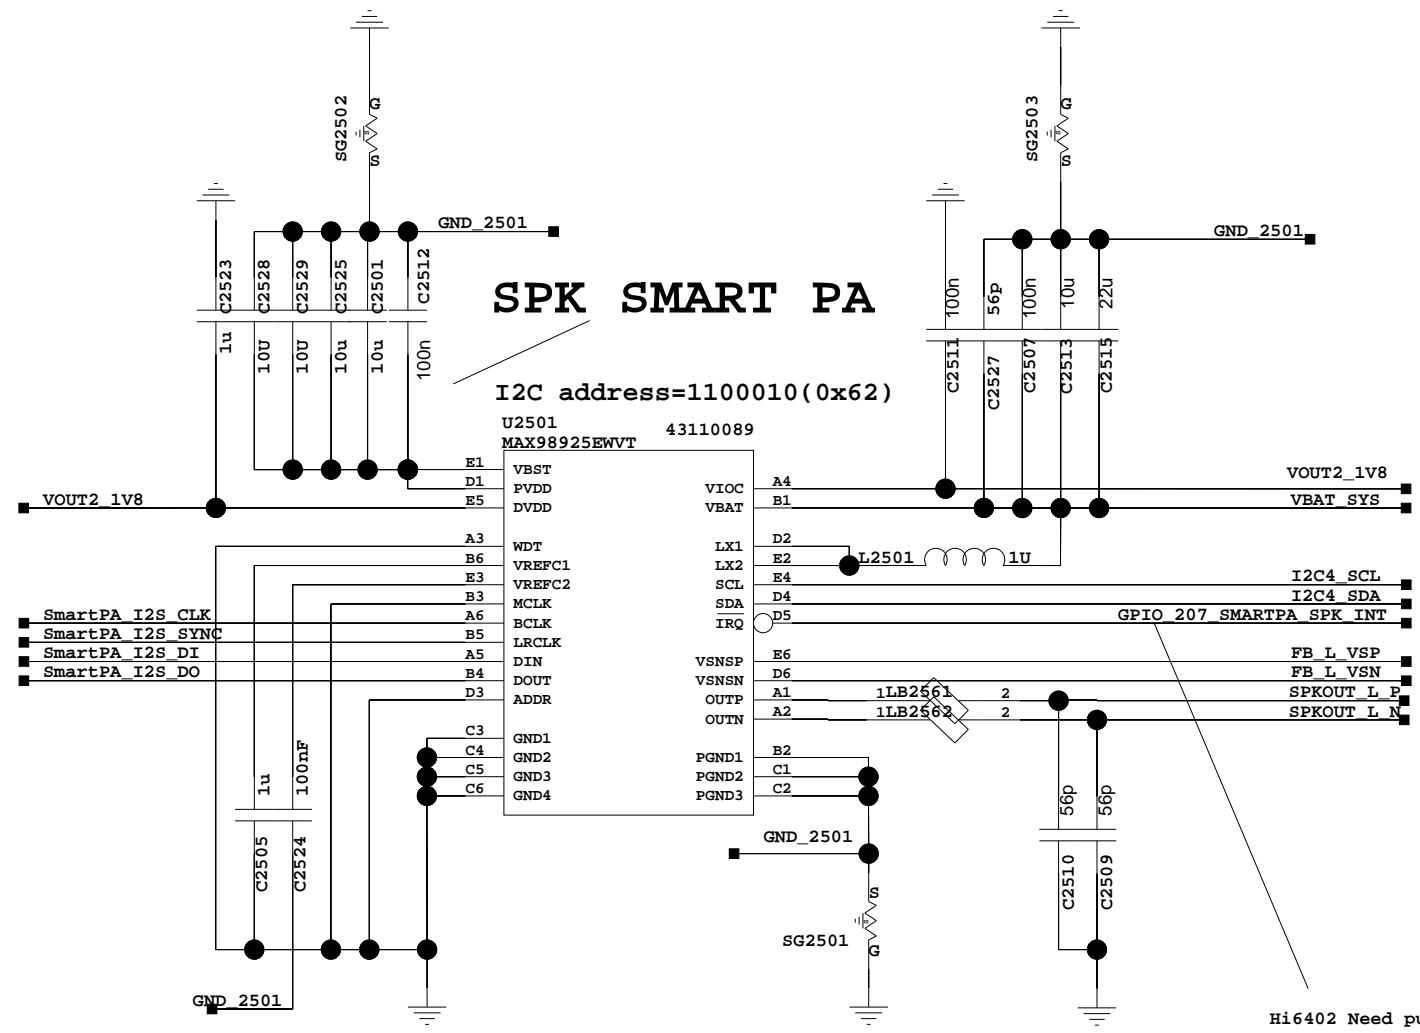 G
SG2502
S
G
SG2503
S
GND_2501
GND_2501
C2523
C2528
C2529
C2525
C2501
C2512
1u
10U
10U
10u
10u
100n
SPK SMART PA
100n
56p
100n
10u
22u
C2511
C2527
C2507
C2513
C2515
I2C address=1100010(0x62)
U2501
43110089
MAX98925EWVT
E1 VBST
D1 PVDD
VIOC A4 VOUT2_1V8
VOUT2_1V8 E5 DVDD
VBAT B1 VBAT_SYS
A3 WDT
LX1 D2
B6 VREFC1
LX2 E2 L2501 1U
E3 VREFC2
SCL E4 I2C4_SCL
B3 MCLK
SDA D4 I2C4_SDA
SmartPA_I2S_CLK A6 BCLK
IRQ D5 GPIO_207_SMARTPA_SPK_INT
SmartPA_I2S_SYNC B5 LRCLK
SmartPA_I2S_DI A5 DIN
VSNSP E6 FB_L_VSP
SmartPA_I2S_DO B4 DOUT
VSNSN D6 FB_L_VSN
D3 ADDR
OUTP A1 1 LB2561 2 SPKOUT_L_P
OUTN A2 1 LB2562 2 SPKOUT_L_N
C3 GND1
C4 GND2
PGND1 B2
C5 GND3
PGND2 C1
C6 GND4
PGND3 C2
1u
100nF
C2505
C2524
56p
56p
C2510
C2509
GND_2501
S
SG2501
G
GND_2501
Hi6402 Need pu